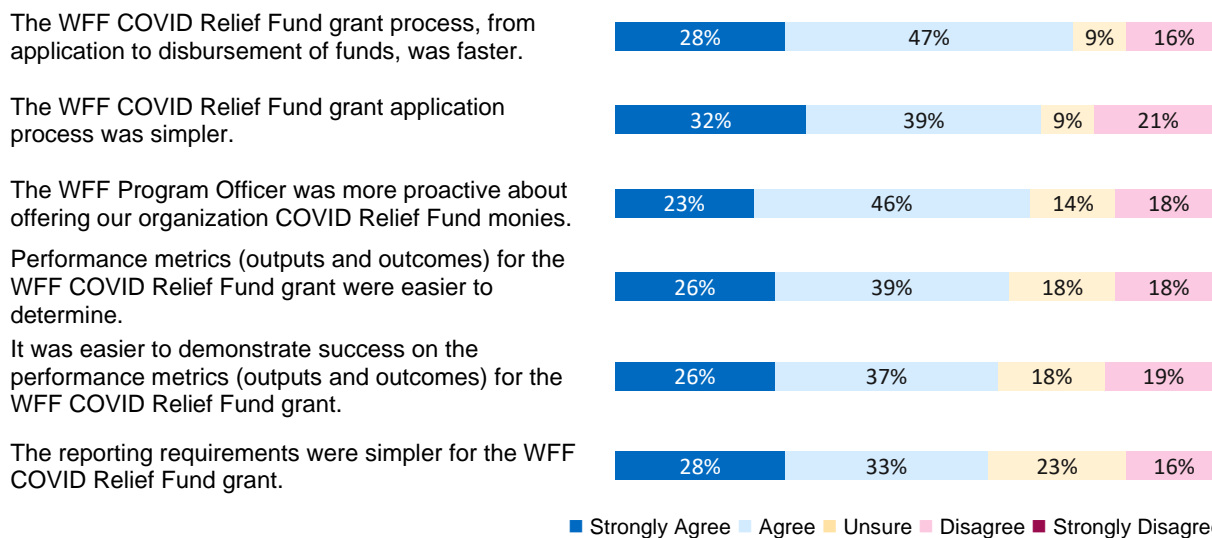 The WFF COVID Relief Fund grant process, from
application to disbursement of funds, was faster.
28% 47% 9% 16%
The WFF COVID Relief Fund grant application
process was simpler.
32% 39% 9% 21%
The WFF Program Officer was more proactive about
offering our organization COVID Relief Fund monies.
23% 46% 14% 18%
Performance metrics (outputs and outcomes) for the
WFF COVID Relief Fund grant were easier to
determine.
26% 39% 18% 18%
It was easier to demonstrate success on the
performance metrics (outputs and outcomes) for the
WFF COVID Relief Fund grant.
26% 37% 18% 19%
The reporting requirements were simpler for the WFF
COVID Relief Fund grant.
28% 33% 23% 16%
Strongly Agree Agree Unsure Disagree Strongly Disagre